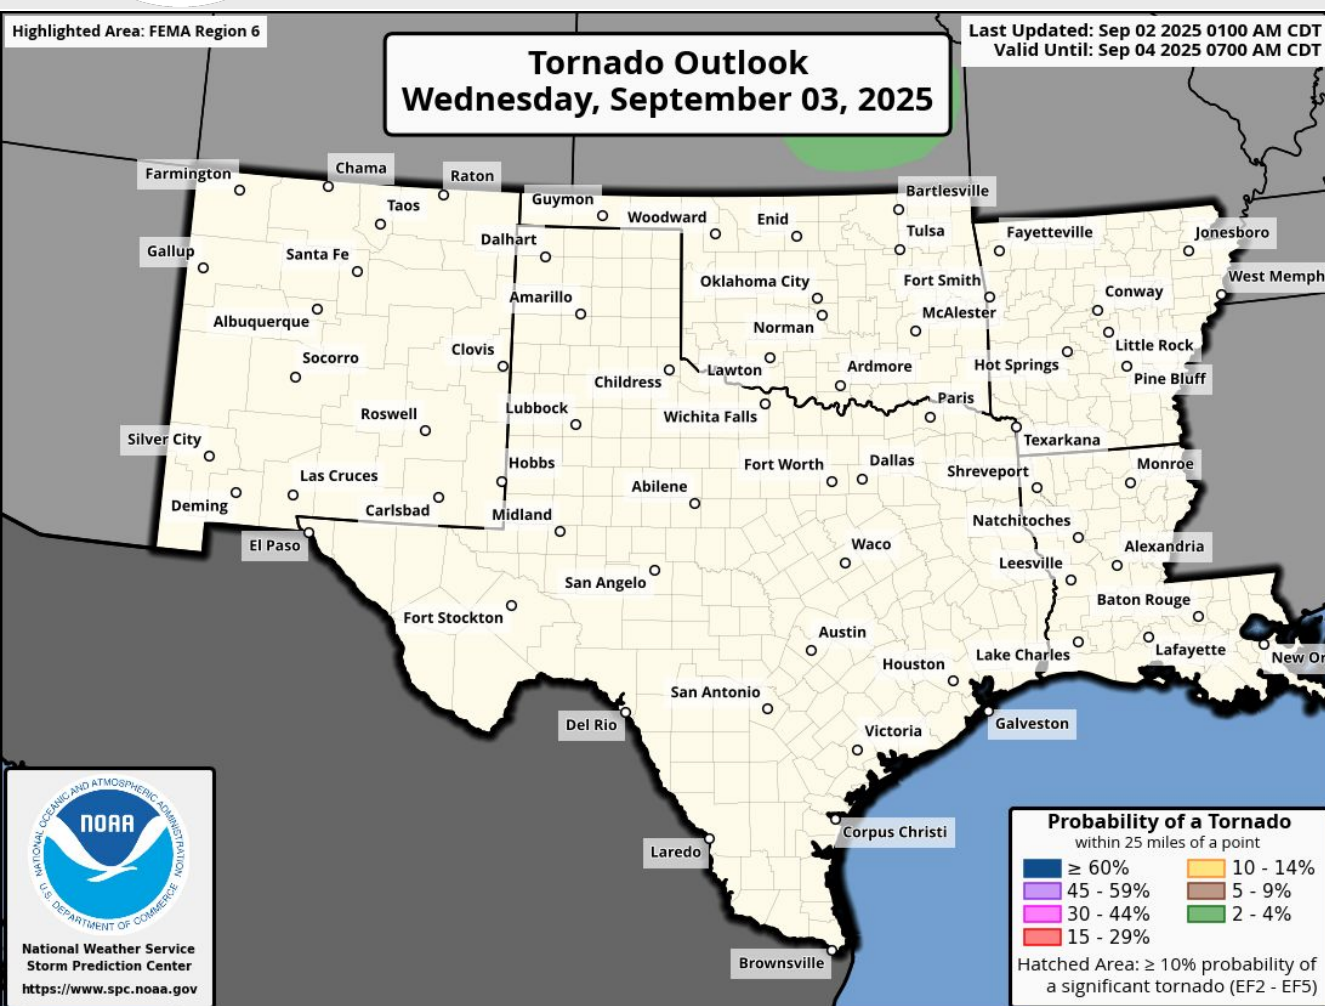 Highlighted Area: FEMA Region 6
Last Updated: Sep 02 2025 0100 AM CDT
Valid Until: Sep 04 2025 0700 AM CDT
Tornado Outlook
Wednesday, September 03, 2025
Farmington
Chama
Raton
Taos
Guymon
Woodward
Enid
Bartlesville
Tulsa
Fayetteville
Jonesboro
Gallup
Santa Fe
Dalhart
Oklahoma City
Fort Smith
West Memph
Albuquerque
Amarillo
Norman
McAlester
Conway
Little Rock
Socorro
Clovis
Childress
Lawton
Ardmore
Hot Springs
Pine Bluff
Roswell
Lubbock
Wichita Falls
Paris
Texarkana
Silver City
Las Cruces
Hobbs
Abilene
Fort Worth
Dallas
Shreveport
Monroe
Deming
Carlsbad
Midland
Natchitoches
El Paso
San Angelo
Waco
Leesville
Alexandria
Fort Stockton
Austin
Baton Rouge
Houston
Lake Charles
Lafayette
New Or
Del Rio
San Antonio
Victoria
Galveston
Laredo
Corpus Christi
Brownsville
NATIONAL OCEANIC AND ATMOSPHERIC ADMINISTRATION
NOAA
U.S. DEPARTMENT OF COMMERCE
National Weather Service
Storm Prediction Center
https://www.spc.noaa.gov
Probability of a Tornado
within 25 miles of a point
≥ 60%
10 - 14%
45 - 59%
5 - 9%
30 - 44%
2 - 4%
15 - 29%
Hatched Area: ≥ 10% probability of
a significant tornado (EF2 - EF5)